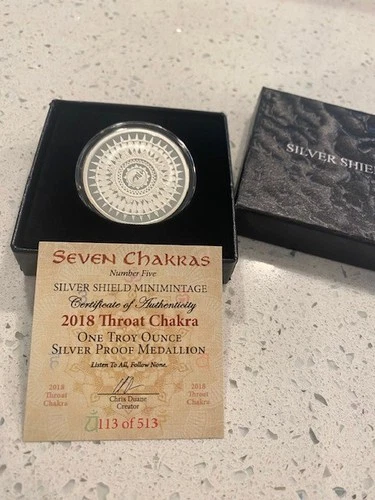 SILVER SHIE
SEVEN CHAKRAS
Number Five
SILVER SHIELD MINIMINTAGE
Certificate of Authenticity
2018 Throat Chakra
ONE TROY OUNCE
SILVER PROOF MEDALLION
Listen To All, Follow None.
2018
Throat
Chakra
Chris Duane
Creator
2018
Throat
Chakra
113 of 513